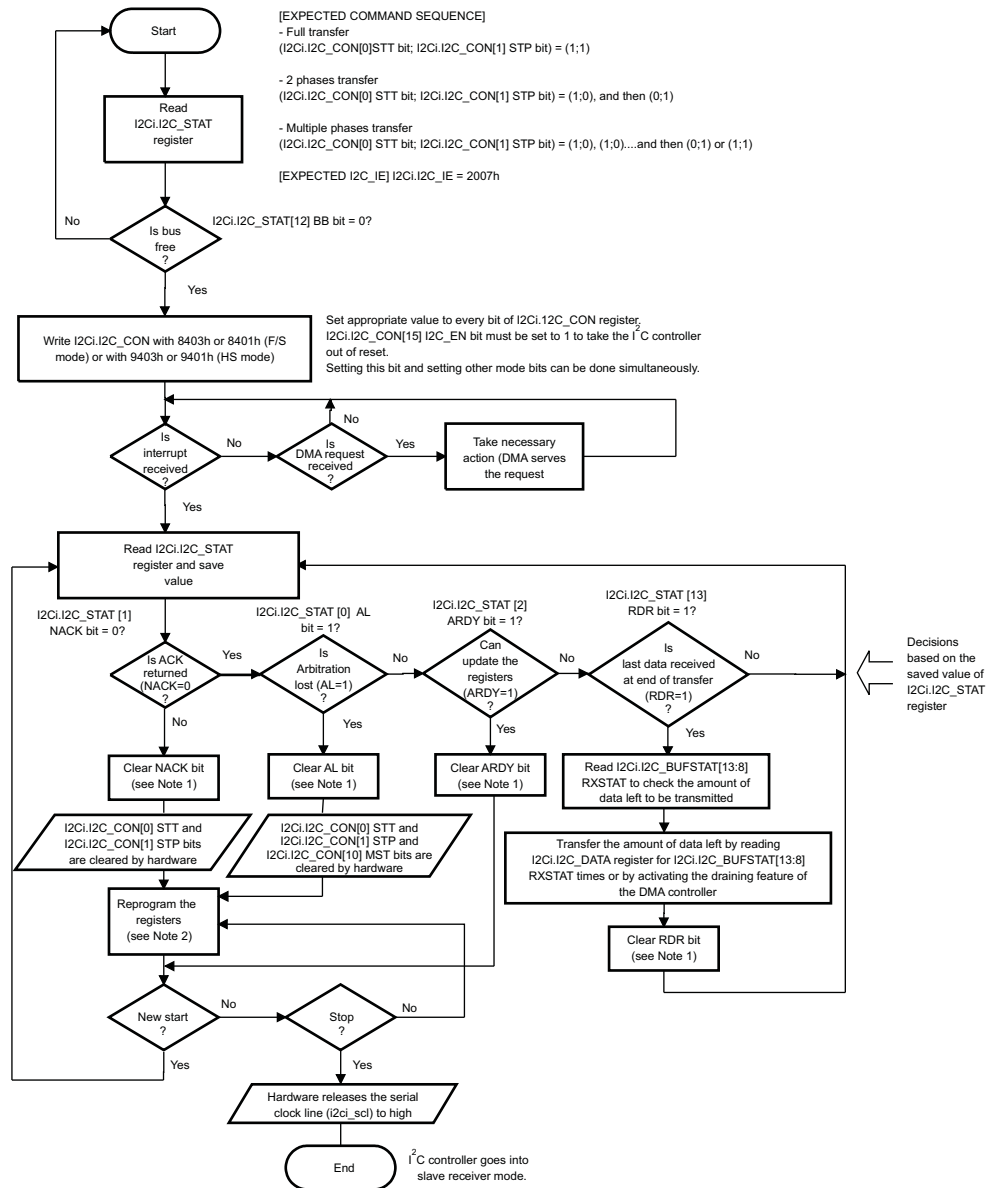 Start
[EXPECTED COMMAND SEQUENCE]
- Full transfer
(I2Ci.I2C_CON[0]STT bit; I2Ci.I2C_CON[1] STP bit) = (1;1)
- 2 phases transfer
(I2Ci.I2C_CON[0] STT bit; I2Ci.I2C_CON[1] STP bit) = (1;0), and then (0;1)
- Multiple phases transfer
(I2Ci.I2C_CON[0] STT bit; I2Ci.I2C_CON[1] STP bit) = (1;0), (1;0)....and then (0;1) or (1;1)
[EXPECTED I2C_IE] I2Ci.I2C_IE = 2007h
Read
I2Ci.I2C_STAT
register
No
I2Ci.I2C_STAT[12] BB bit = 0?
Is bus
free
?
Yes
Write I2Ci.I2C_CON with 8403h or 8401h (F/S
mode) or with 9403h or 9401h (HS mode)
Set appropriate value to every bit of I2Ci.12C_CON register.
I2Ci.I2C_CON[15] I2C_EN bit must be set to 1 to take the I2C controller
out of reset.
Setting this bit and setting other mode bits can be done simultaneously.
Is
interrupt
received
?
No
Is
DMA request
received
?
No
Yes
Take necessary
action (DMA serves
the request
Yes
Read I2Ci.I2C_STAT
register and save
value
I2Ci.I2C_STAT [1]
NACK bit = 0?
I2Ci.I2C_STAT [0] AL
bit = 1?
I2Ci.I2C_STAT [2]
ARDY bit = 1?
I2Ci.I2C_STAT [13]
RDR bit = 1?
Is ACK
returned
(NACK=0
?
Yes
Is
Arbitration
lost (AL=1)
?
No
Can
update the
registers
(ARDY=1)
?
No
Is
last data received
at end of transfer
(RDR=1)
?
No
Decisions
based on the
saved value of
I2Ci.I2C_STAT
register
No
Yes
Yes
Yes
Clear NACK bit
(see Note 1)
Clear AL bit
(see Note 1)
Clear ARDY bit
(see Note 1)
Read I2Ci.I2C_BUFSTAT[13:8]
RXSTAT to check the amount of
data left to be transmitted
I2Ci.I2C_CON[0] STT and
I2Ci.I2C_CON[1] STP bits
are cleared by hardware
I2Ci.I2C_CON[0] STT and
I2Ci.I2C_CON[1] STP and
I2Ci.I2C_CON[10] MST bits are
cleared by hardware
Transfer the amount of data left by reading
I2Ci.I2C_DATA register for I2Ci.I2C_BUFSTAT[13:8]
RXSTAT times or by activating the draining feature of
the DMA controller
Reprogram the
registers
(see Note 2)
Clear RDR bit
(see Note 1)
New start
?
No
Stop
?
No
Yes
Yes
Hardware releases the serial
clock line (i2ci_scl) to high
End
I2C controller goes into
slave receiver mode.